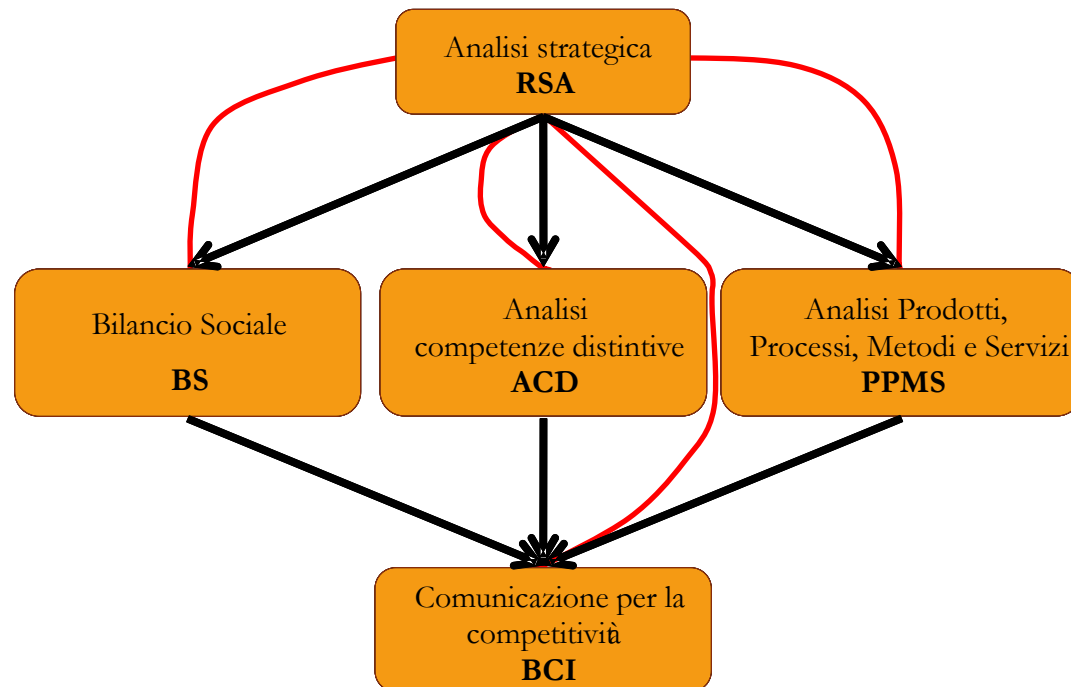 Analisi strategica
RSA
Bilancio Sociale
BS
Analisi
competenze distintive
ACD
Analisi Prodotti,
Processi, Metodi e Servizi
PPMS
Comunicazione per la
competitività
BCI